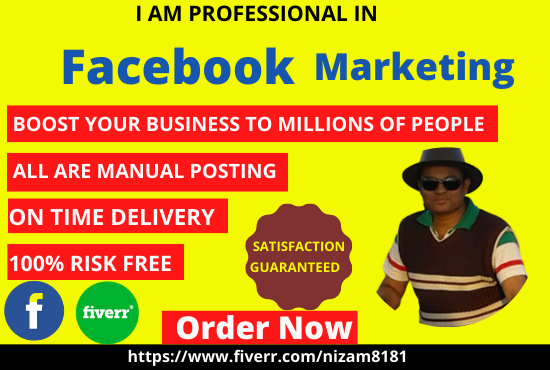 I AM PROFESSIONAL IN
Facebook Marketing
BOOST YOUR BUSINESS TO MILLIONS OF PEOPLE
ALL ARE MANUAL POSTING
ON TIME DELIVERY
100% RISK FREE
SATISFACTION
GUARANTEED
f
fiverr®
Order Now
https://www.fiverr.com/nizam8181